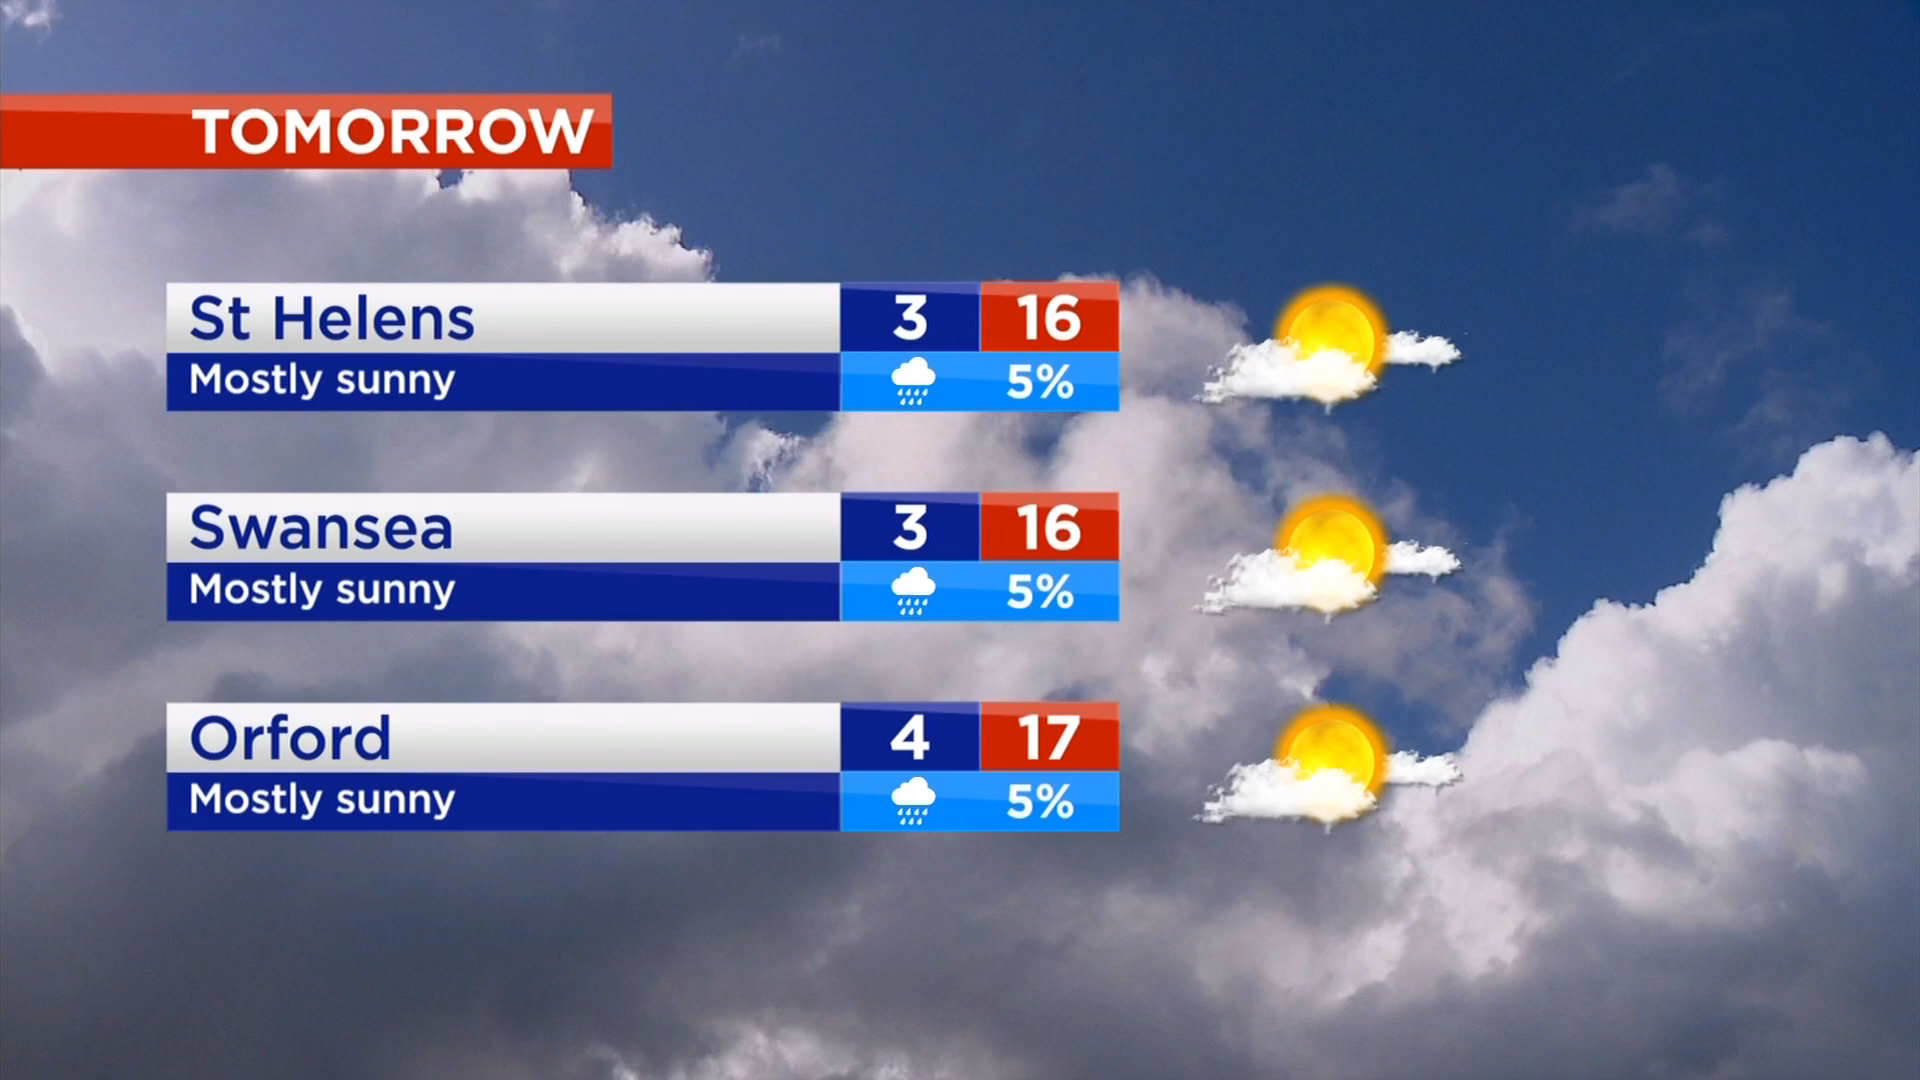 TOMORROW
St Helens 3 16
Mostly sunny 5%
Swansea 3 16
Mostly sunny 5%
Orford 4 17
Mostly sunny 5%